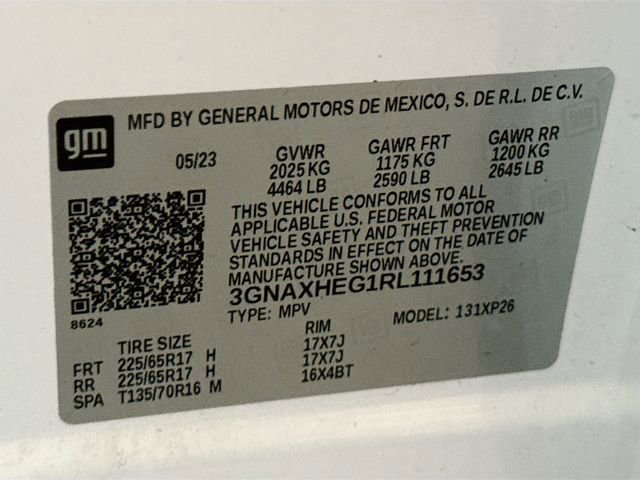 gm
MFD BY GENERAL MOTORS DE MEXICO, S. DE R.L. DE C.V.
05/23 GVWR GAWR FRT GAWR RR
2025 KG 1175 KG 1200 KG
4464 LB 2590 LB 2645 LB
THIS VEHICLE CONFORMS TO ALL
APPLICABLE U.S. FEDERAL MOTOR
VEHICLE SAFETY AND THEFT PREVENTION
STANDARDS IN EFFECT ON THE DATE OF
MANUFACTURE SHOWN ABOVE.
3GNAXHEG1RL111653
8624
TYPE: MPV MODEL: 131XP26
TIRE SIZE RIM
FRT 225/65R17 H 17X7J
RR 225/65R17 H 17X7J
SPA T135/70R16 M 16X4BT